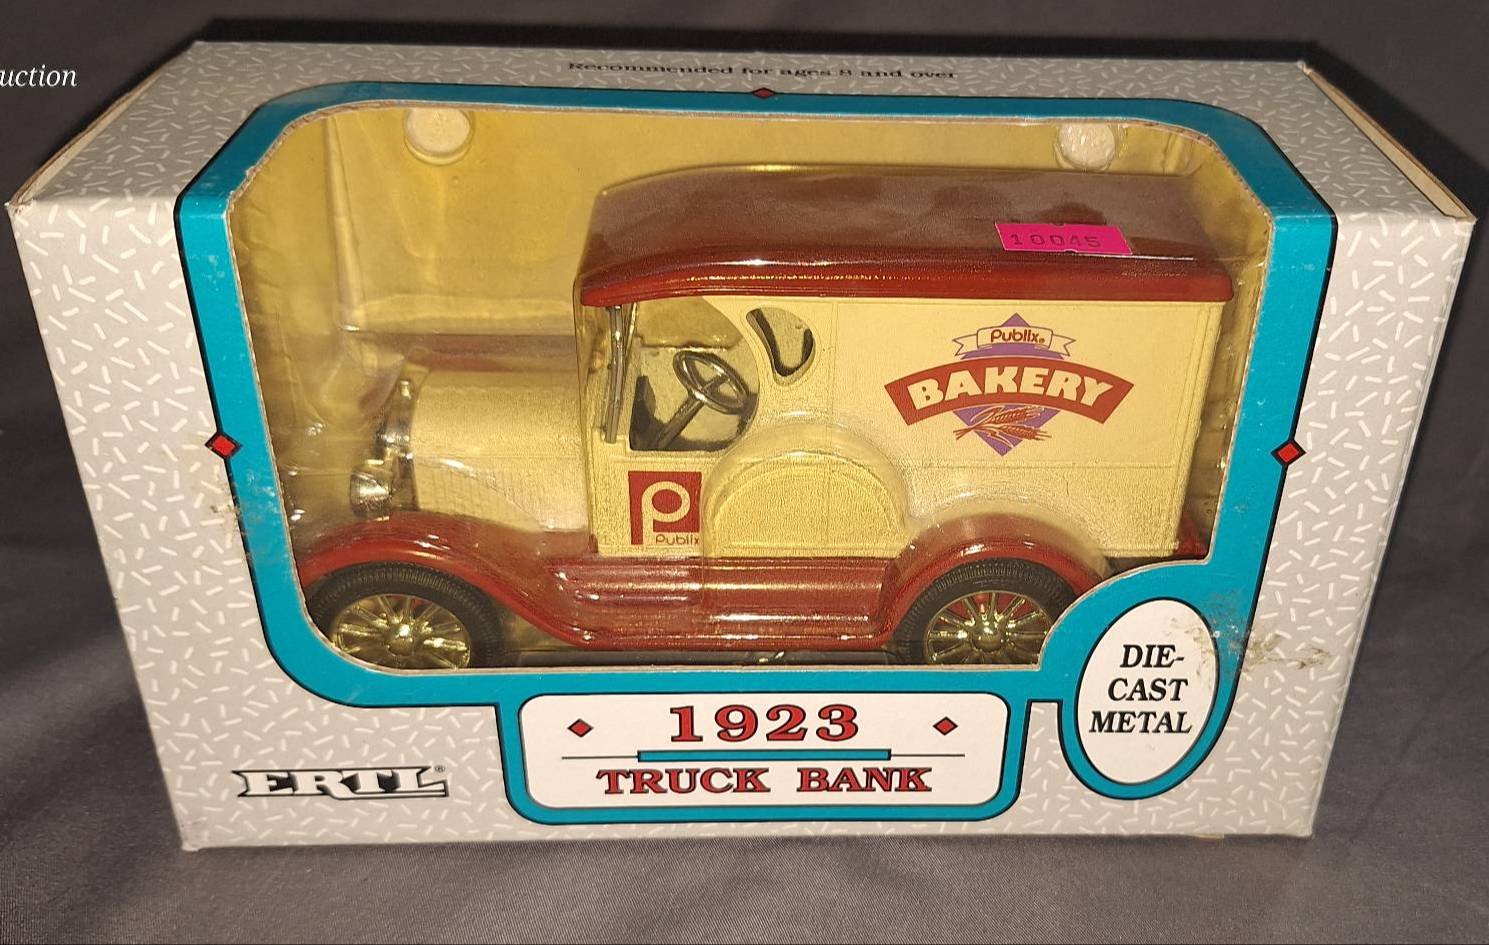 uction
Recommended for ages 8 and over
10045
Publix®
BAKERY
P
Publix
DIE-
CAST
METAL
1923
TRUCK BANK
ERTL®